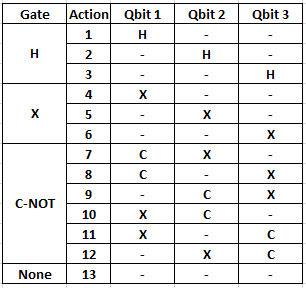 Gate Action Qbit 1 Qbit 2 Qbit 3
H
1 H - -
2 - H -
3 - - H
X
4 X - -
5 - X -
6 - - X
C-NOT
7 C X -
8 C - X
9 - C X
10 X C -
11 X - C
12 - X C
None 13 - - -